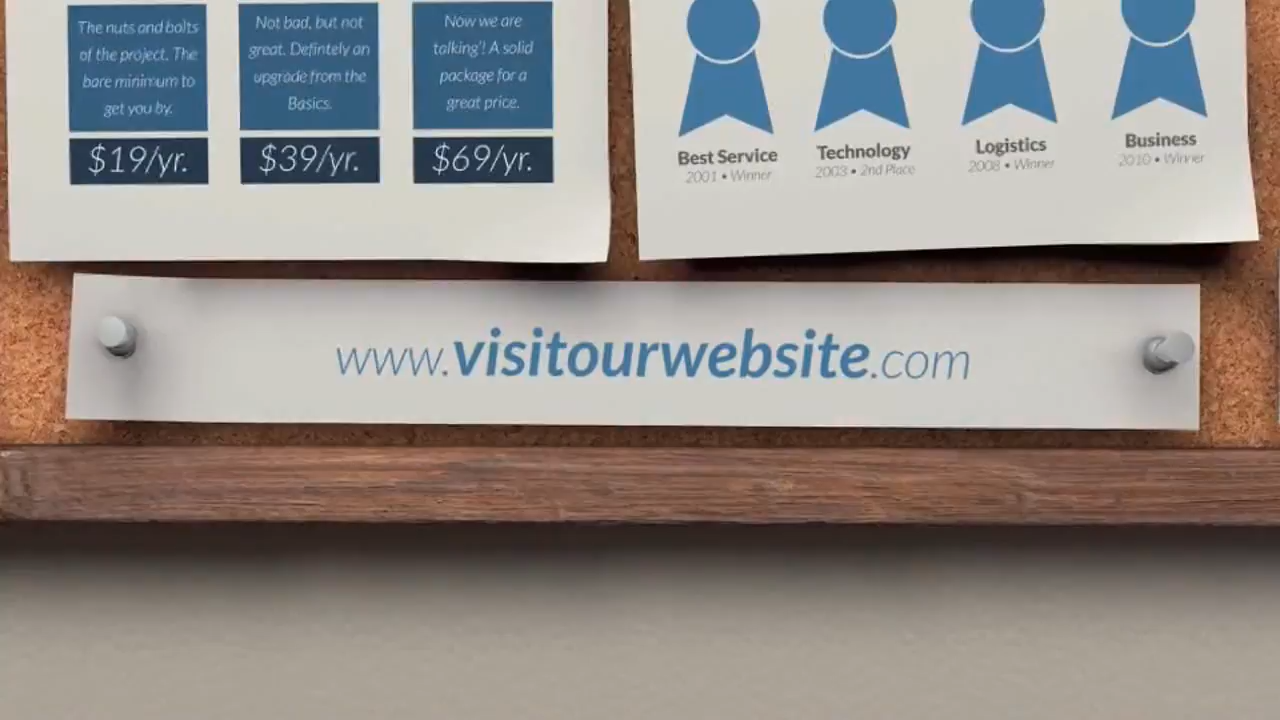 The nuts and bolts
of the project. The
bare minimum to
get you by.
$19/yr.
Not bad, but not
great. Defintely an
upgrade from the
Basics.
$39/yr.
Now we are
talking'! A solid
package for a
great price.
$69/yr.
Best Service
2001 • Winner
Technology
2003 • 2nd Place
Logistics
2008 • Winner
Business
2010 • Winner
www.visitourwebsite.com